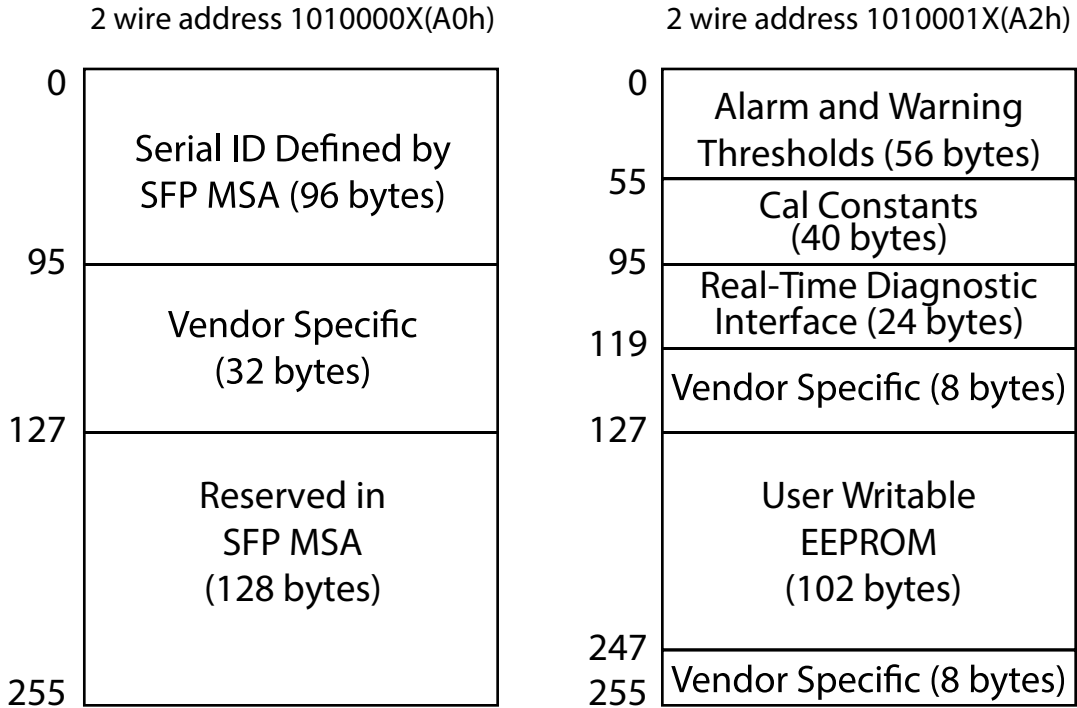 2 wire address 1010000X(A0h)
0
Serial ID Defined by
SFP MSA (96 bytes)
95
Vendor Specific
(32 bytes)
127
Reserved in
SFP MSA
(128 bytes)
255
2 wire address 1010001X(A2h)
0
Alarm and Warning
Thresholds (56 bytes)
55
Cal Constants
(40 bytes)
95
Real-Time Diagnostic
Interface (24 bytes)
119
Vendor Specific (8 bytes)
127
User Writable
EEPROM
(102 bytes)
247
Vendor Specific (8 bytes)
255